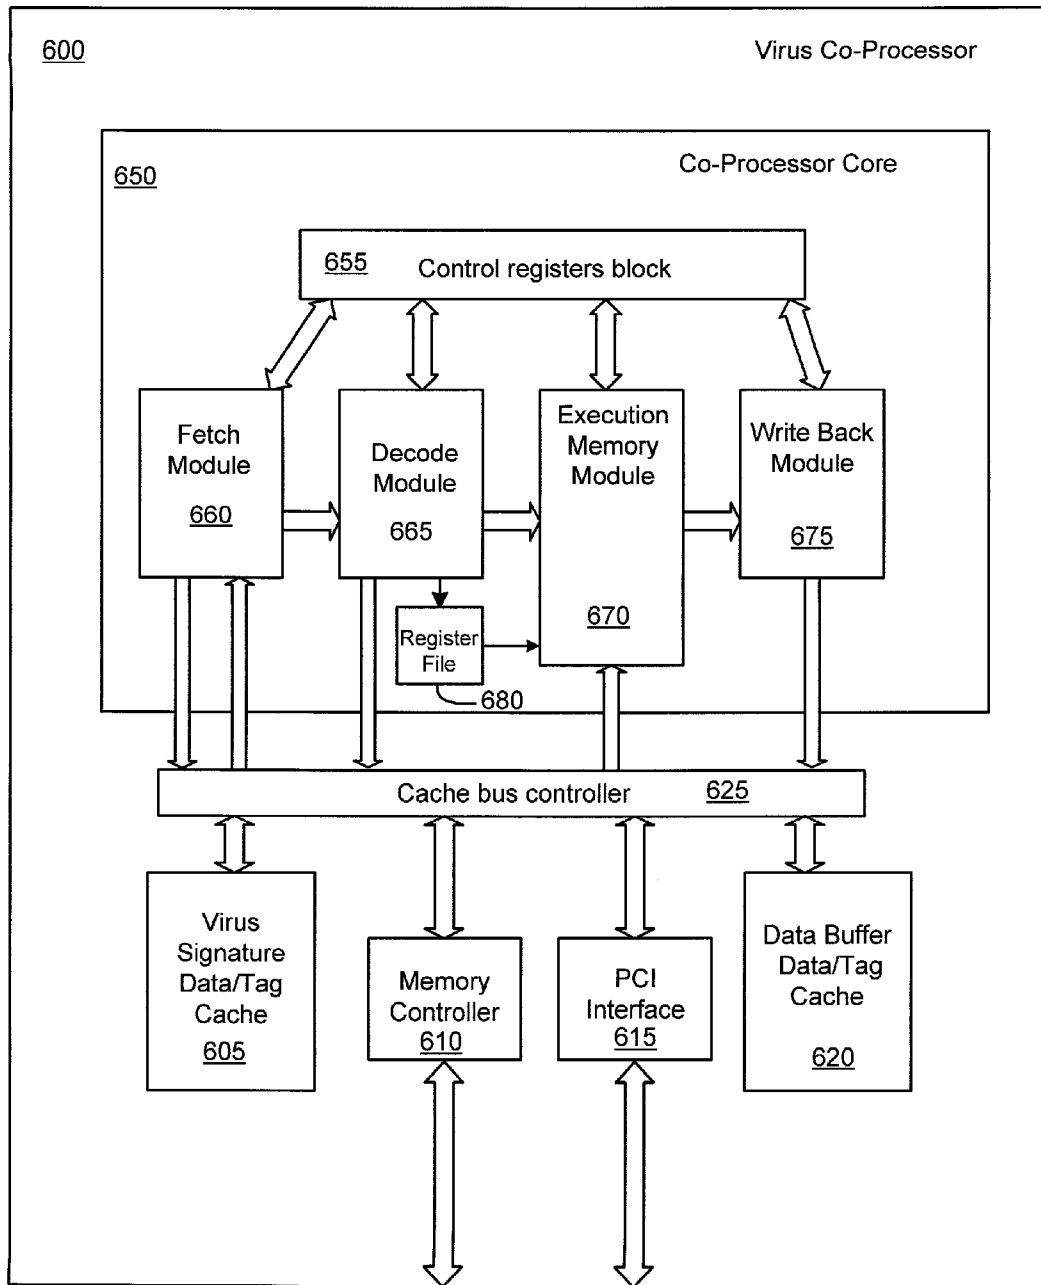 600
Virus Co-Processor
650
Co-Processor Core
655
Control registers block
Fetch
Module
660
Decode
Module
665
Execution
Memory
Module
670
Write Back
Module
675
Register
File
680
Cache bus controller
625
Virus
Signature
Data/Tag
Cache
605
Memory
Controller
610
PCI
Interface
615
Data Buffer
Data/Tag
Cache
620